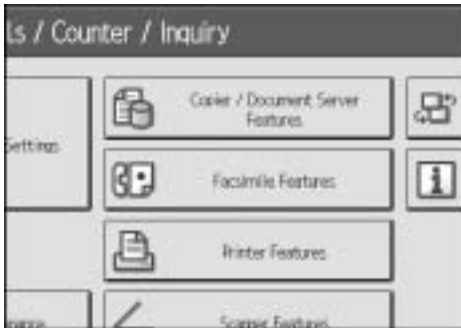 ls / Counter / Inquiry
Copier / Document Server
Features
Settings
Facsimile Features
Printer Features
Scanner Features